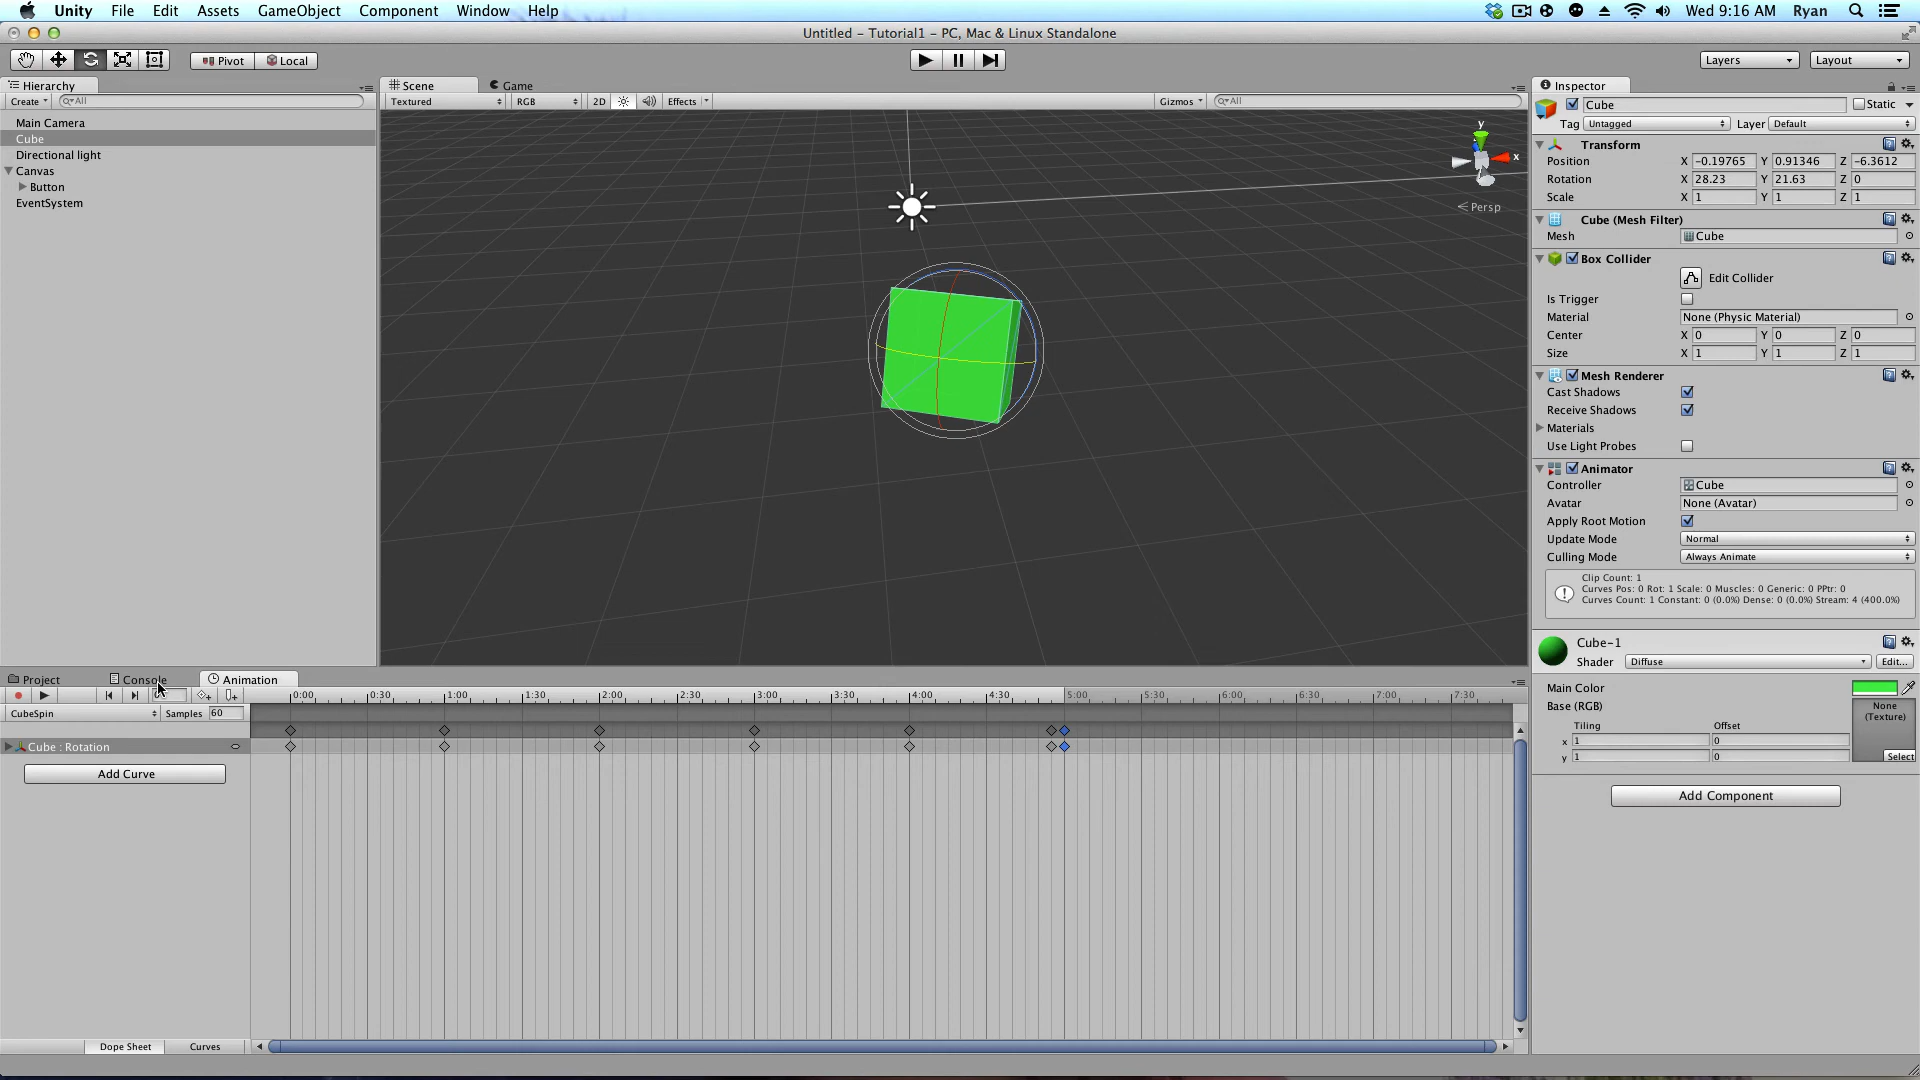 Unity File Edit Assets GameObject Component Window Help Wed 9:16 AM Ryan
Untitled – Tutorial1 – PC, Mac & Linux Standalone
Pivot Local Layers Layout
Hierarchy
Create All
Main Camera
Cube
Directional light
Canvas
Button
EventSystem
Scene Game
Textured RGB 2D Effects Gizmos All
y
x
Persp
Inspector
Cube Static
Tag Untagged Layer Default
Transform
Position X -0.19765 Y 0.91346 Z -6.3612
Rotation X 28.23 Y 21.63 Z 0
Scale X 1 Y 1 Z 1
Cube (Mesh Filter)
Mesh Cube
Box Collider
Edit Collider
Is Trigger
Material None (Physic Material)
Center X 0 Y 0 Z 0
Size X 1 Y 1 Z 1
Mesh Renderer
Cast Shadows
Receive Shadows
Materials
Use Light Probes
Animator
Controller Cube
Avatar None (Avatar)
Apply Root Motion
Update Mode Normal
Culling Mode Always Animate
Clip Count: 1
Curves Pos: 0 Rot: 1 Scale: 0 Muscles: 0 Generic: 0 PPtr: 0
Curves Count: 1 Constant: 0 (0.0%) Dense: 0 (0.0%) Stream: 4 (400.0%)
Cube-1
Shader Diffuse Edit...
Main Color
Base (RGB)
None
(Texture)
Tiling Offset
x 1 0
y 1 0
Select
Add Component
Project Console Animation
0:00 0:30 1:00 1:30 2:00 2:30 3:00 3:30 4:00 4:30 5:00 5:30 6:00 6:30 7:00 7:30
CubeSpin Samples 60
Cube : Rotation
Add Curve
Dope Sheet Curves